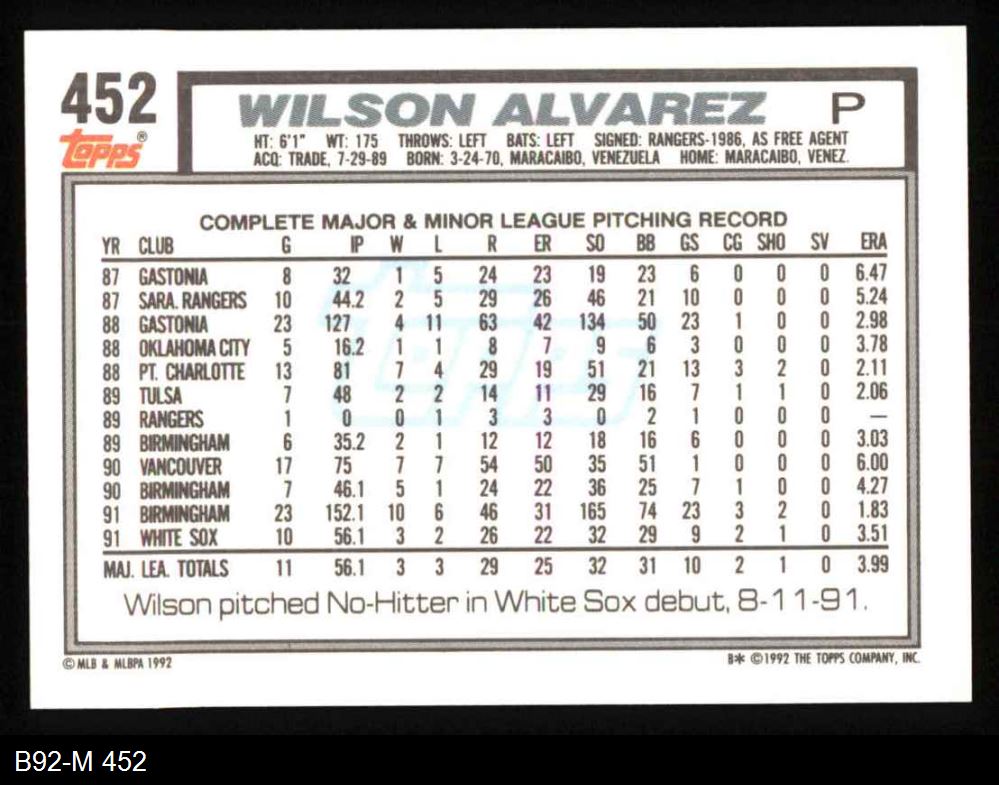 452
WILSON ALVAREZ P
Topps®
HT: 6'1" WT: 175 THROWS: LEFT BATS: LEFT SIGNED: RANGERS-1986, AS FREE AGENT
ACQ: TRADE, 7-29-89 BORN: 3-24-70, MARACAIBO, VENEZUELA HOME: MARACAIBO, VENEZ.
COMPLETE MAJOR & MINOR LEAGUE PITCHING RECORD
YR CLUB G IP W L R ER SO BB GS CG SHO SV ERA
87 GASTONIA 8 32 1 5 24 23 19 23 6 0 0 0 6.47
87 SARA. RANGERS 10 44.2 2 5 29 26 46 21 10 0 0 0 5.24
88 GASTONIA 23 127 4 11 63 42 134 50 23 1 0 0 2.98
88 OKLAHOMA CITY 5 16.2 1 1 8 7 9 6 3 0 0 0 3.78
88 PT. CHARLOTTE 13 81 7 4 29 19 51 21 13 3 2 0 2.11
89 TULSA 7 48 2 2 14 11 29 16 7 1 1 0 2.06
89 RANGERS 1 0 0 1 3 3 0 2 1 0 0 0 —
89 BIRMINGHAM 6 35.2 2 1 12 12 18 16 6 0 0 0 3.03
90 VANCOUVER 17 75 7 7 54 50 35 51 1 0 0 0 6.00
90 BIRMINGHAM 7 46.1 5 1 24 22 36 25 7 1 0 0 4.27
91 BIRMINGHAM 23 152.1 10 6 46 31 165 74 23 3 2 0 1.83
91 WHITE SOX 10 56.1 3 2 26 22 32 29 9 2 1 0 3.51
MAJ. LEA. TOTALS 11 56.1 3 3 29 25 32 31 10 2 1 0 3.99
Wilson pitched No-Hitter in White Sox debut, 8-11-91.
© MLB & MLBPA 1992
B* © 1992 THE TOPPS COMPANY, INC.
B92-M 452